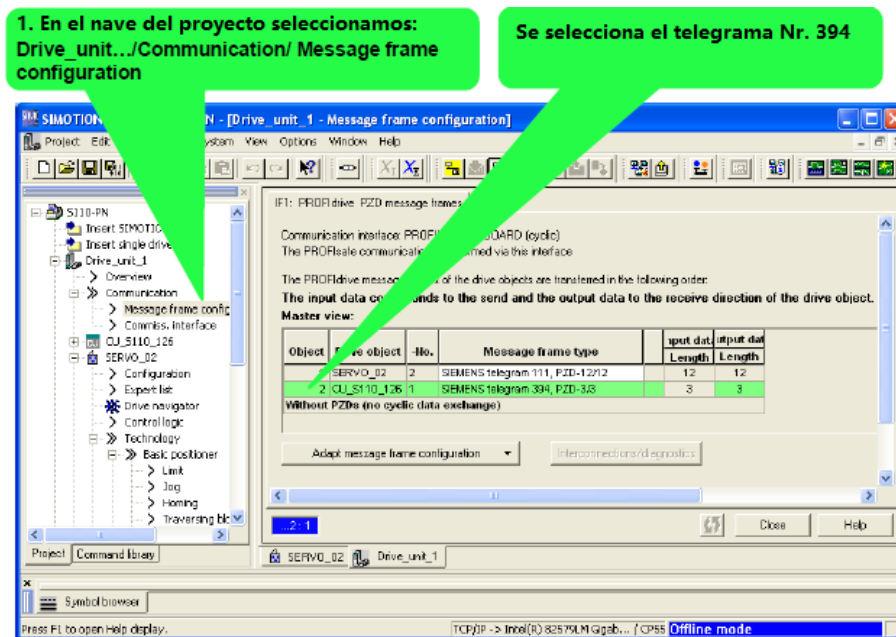 1. En el nave del proyecto seleccionamos:
Drive_unit.../Communication/ Message frame
configuration
Se selecciona el telegrama Nr. 394
SIMOTION N - [Drive_unit_1 - Message frame configuration]
Project Edit ystem View Options Window Help
S110-PN
Insert SIMOTIC
Insert single drive
Drive_unit_1
Overview
Communication
Message frame config
Commiss. interface
CU_S110_126
SERVO_02
Configuration
Expert list
Drive navigator
Control logic
Technology
Basic positioner
Limit
Jog
Homing
Traversing blc
Project Command library
IF1: PROFIdrive PZD message frames
Communication interface: PROFI OARD (cyclic)
The PROFIsafe communicati rmed via this interface
The PROFIdrive message s of the drive objects are transferred in the following order:
The input data co nds to the send and the output data to the receive direction of the drive object.
Master view:
Object D ve object -No. Message frame type nput data utput dat
Length Length
SERVO_02 2 SIEMENS telegram 111, PZD-12/12 12 12
2 CU_S110_126 1 SIEMENS telegram 394, PZD-3/3 3 3
Without PZDs (no cyclic data exchange)
Adapt message frame configuration Interconnections/diagnostics
...2:1 Close Help
SERVO_02 Drive_unit_1
Symbol browser
Press F1 to open Help display. TCP/IP -> Intel(R) 82579LM Gigab... / CP55 Offline mode